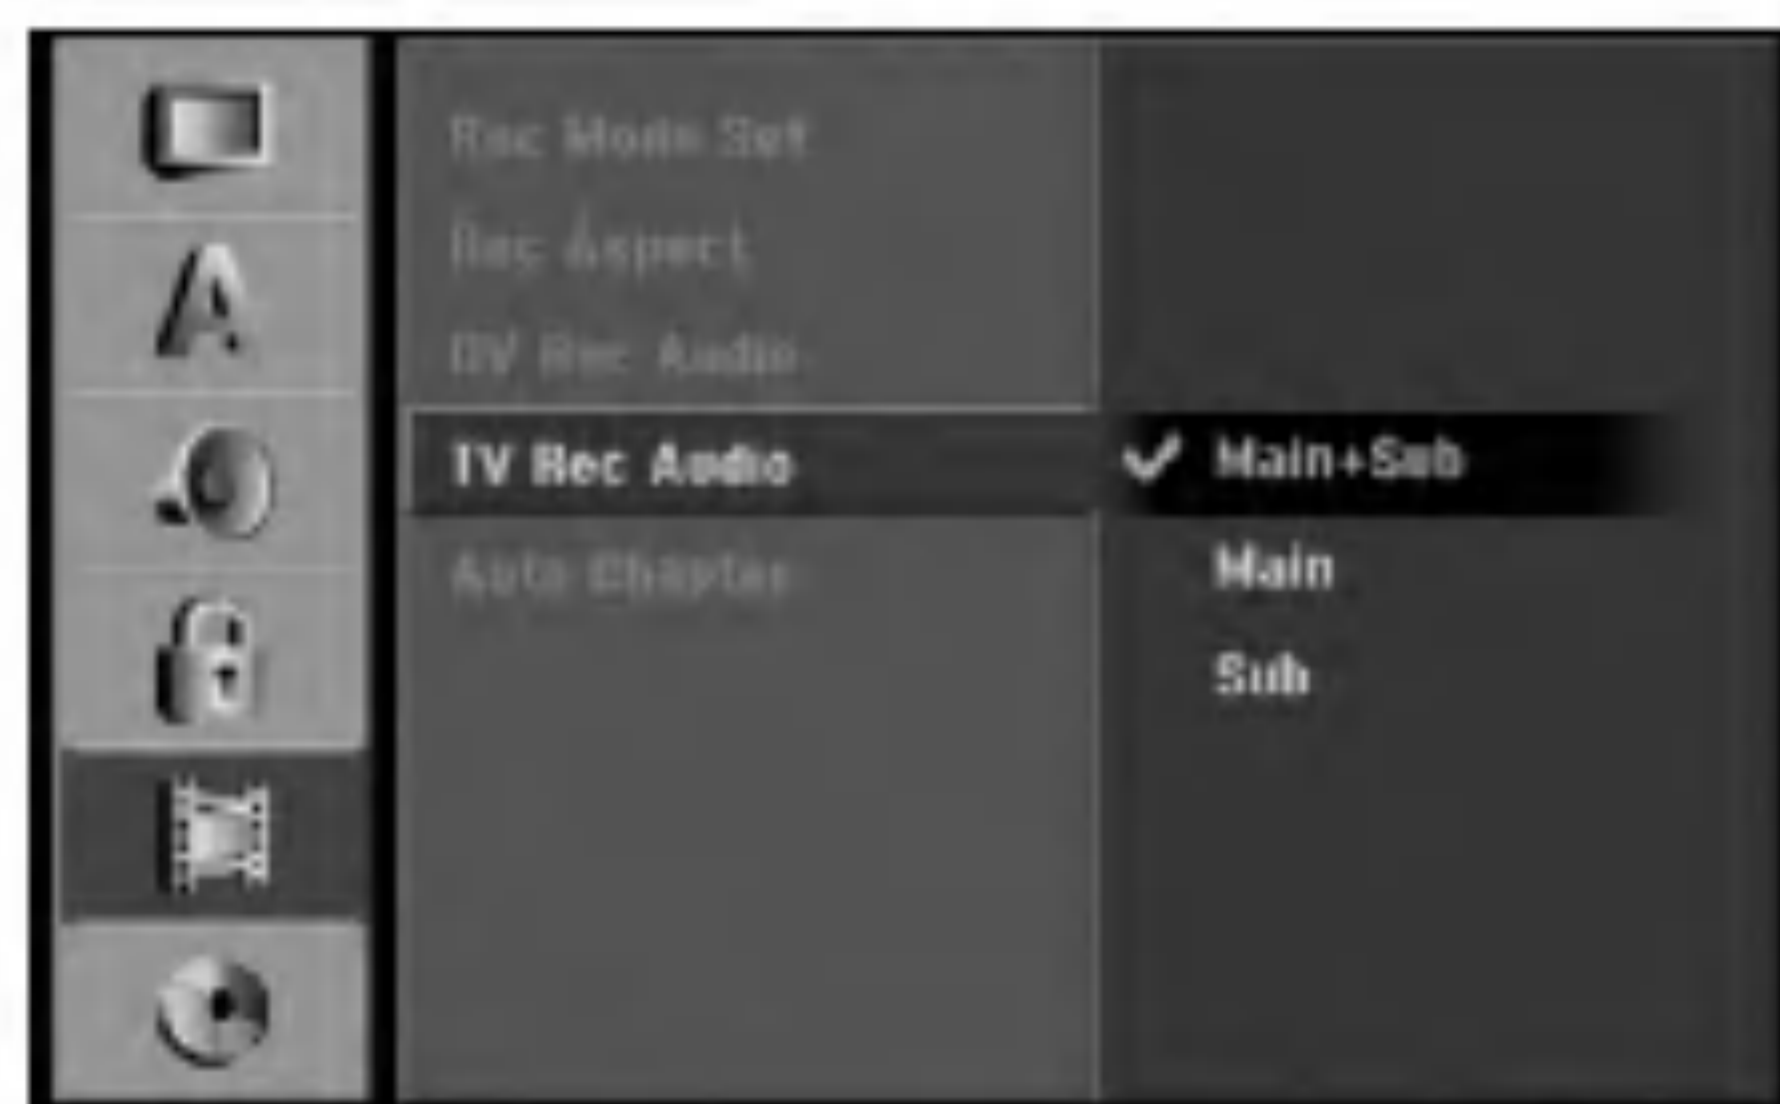 Rec Mode Set
Rec Aspect
DV Rec Audio
TV Rec Audio
Main+Sub
Main
Sub
Auto Chapter